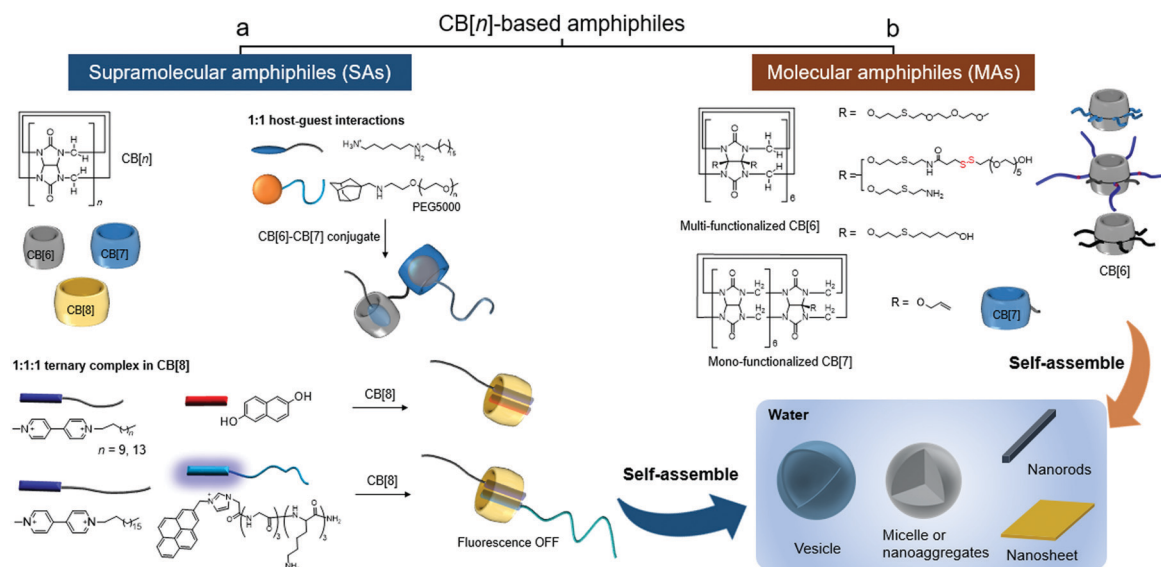 CB[n]-based amphiphiles
a
b
Supramolecular amphiphiles (SAs)
Molecular amphiphiles (MAs)
CB[n]
n
CB[6]
CB[7]
CB[8]
1:1 host-guest interactions
PEG5000
CB[6]-CB[7] conjugate
1:1:1 ternary complex in CB[8]
n = 9, 13
HO
OH
CB[8]
CB[8]
Fluorescence OFF
Multi-functionalized CB[6]
R =
R =
R =
CB[6]
Mono-functionalized CB[7]
R =
CB[7]
Self-assemble
Self-assemble
Water
Vesicle
Micelle or
nanoaggregates
Nanorods
Nanosheet